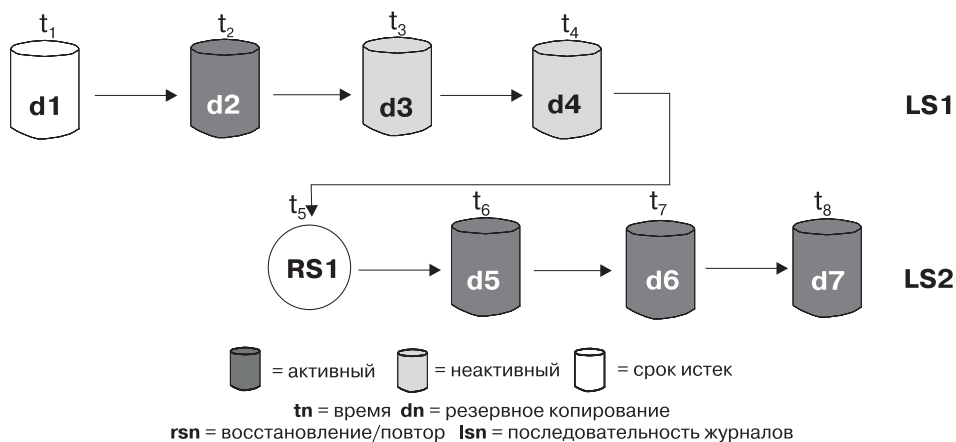 t1 t2 t3 t4
d1 d2 d3 d4 LS1
t5 t6 t7 t8
RS1 d5 d6 d7 LS2
= активный = неактивный = срок истек
tn = время dn = резервное копирование
rsn = восстановление/повтор lsn = последовательность журналов